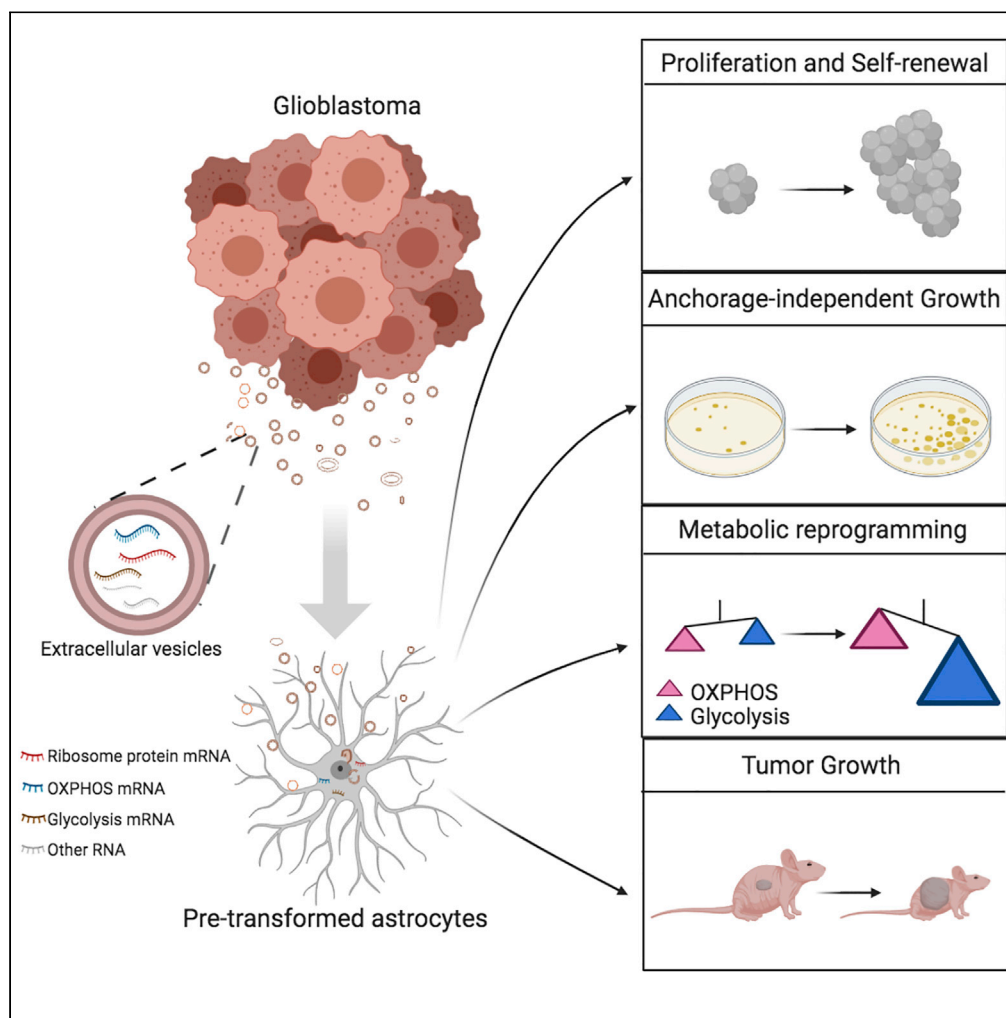 Glioblastoma
Extracellular vesicles
Ribosome protein mRNA
OXPHOS mRNA
Glycolysis mRNA
Other RNA
Pre-transformed astrocytes
Proliferation and Self-renewal
Anchorage-independent Growth
Metabolic reprogramming
OXPHOS
Glycolysis
Tumor Growth